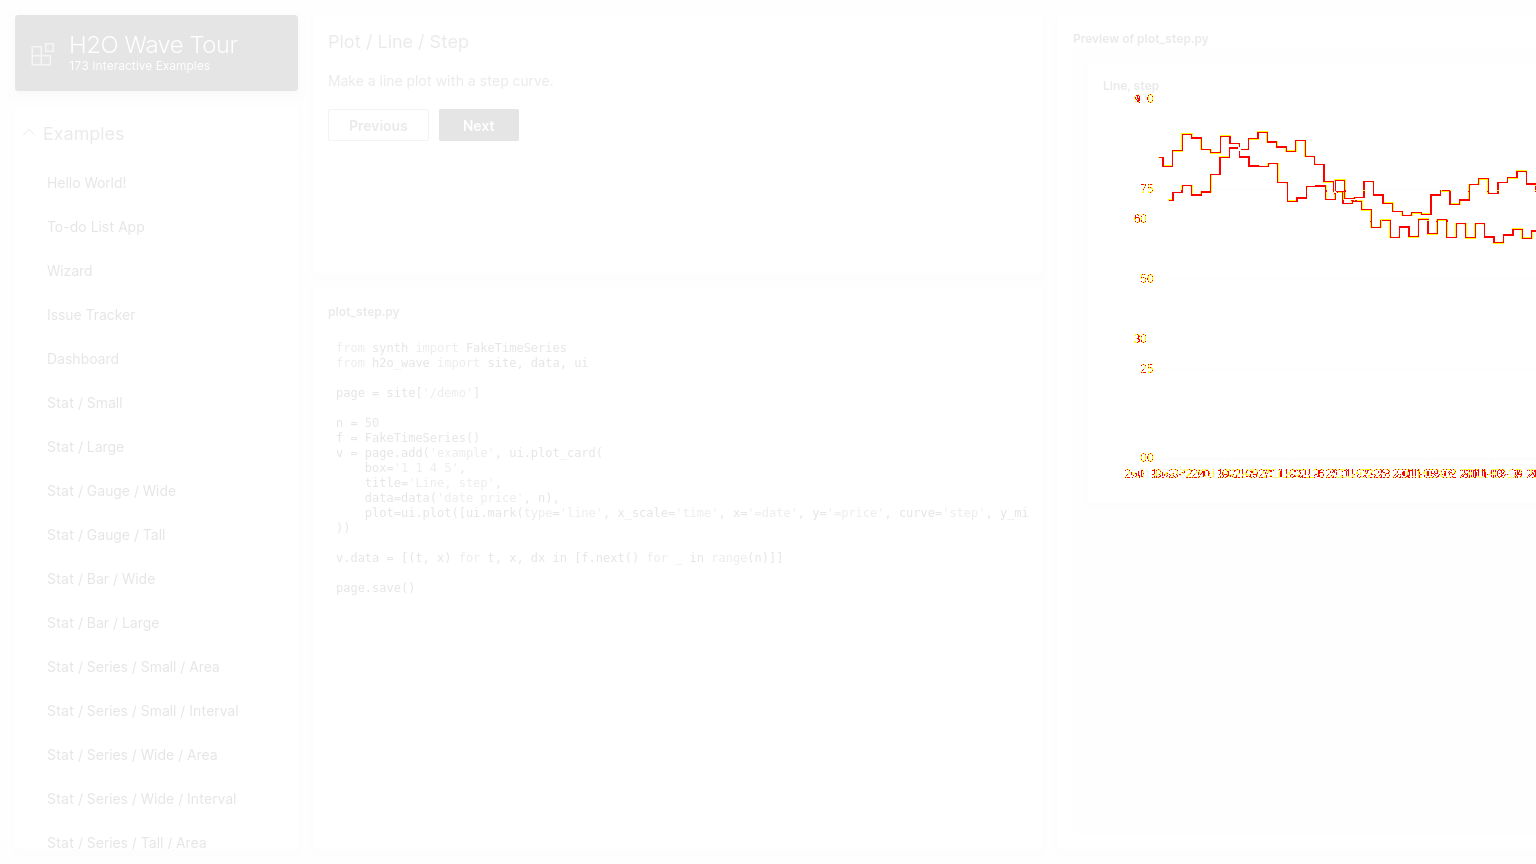 H2O Wave Tour
173 Interactive Examples
Examples
Hello World!
To-do List App
Wizard
Issue Tracker
Dashboard
Stat / Small
Stat / Large
Stat / Gauge / Wide
Stat / Gauge / Tall
Stat / Bar / Wide
Stat / Bar / Large
Stat / Series / Small / Area
Stat / Series / Small / Interval
Stat / Series / Wide / Area
Stat / Series / Wide / Interval
Stat / Series / Tall / Area
Plot / Line / Step
Make a line plot with a step curve.
Previous
Next
plot_step.py
from synth import FakeTimeSeries
from h2o_wave import site, data, ui
page = site['/demo']
n = 50
f = FakeTimeSeries()
v = page.add('example', ui.plot_card(
box='1 1 4 5',
title='Line, step',
data=data('date price', n),
plot=ui.plot([ui.mark(type='line', x_scale='time', x='=date', y='=price', curve='step', y_mi
))
v.data = [(t, x) for t, x, dx in [f.next() for _ in range(n)]]
page.save()
Preview of plot_step.py
Line, step
75
60
50
30
25